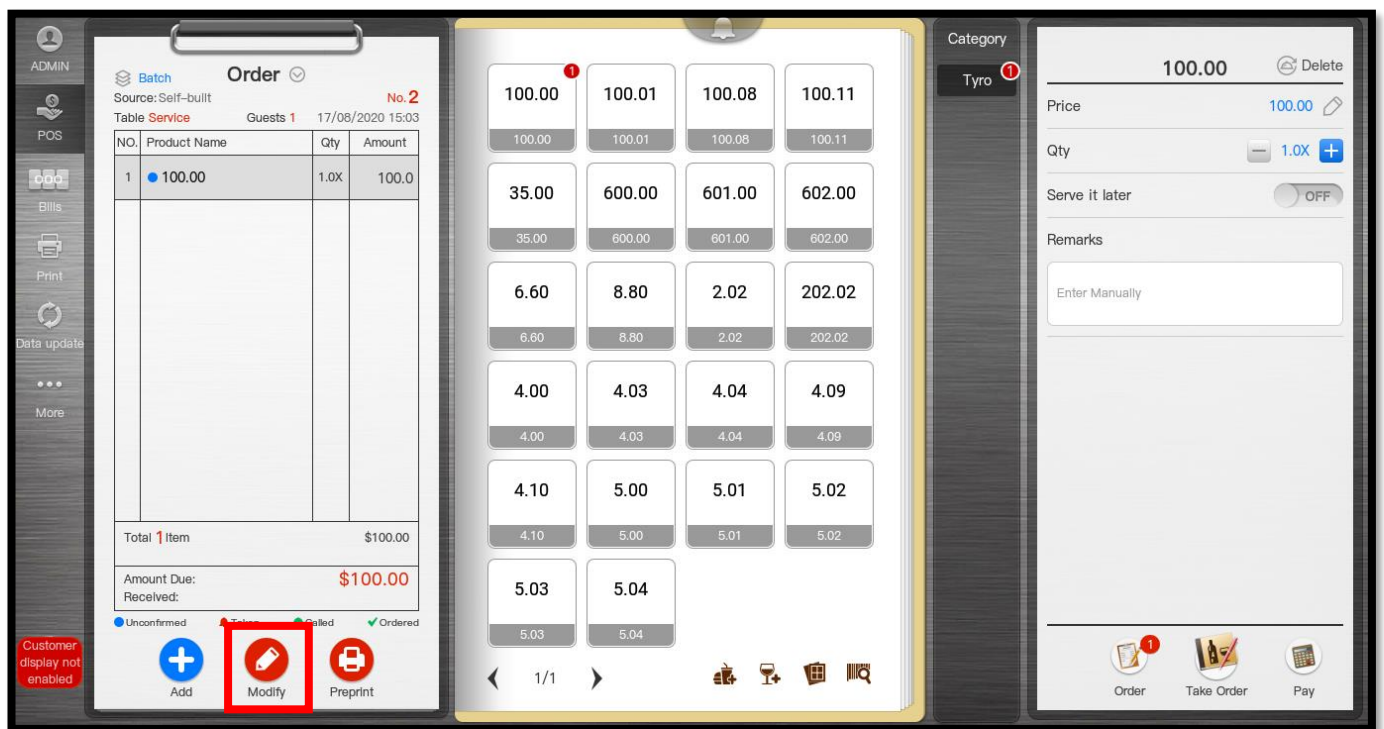 ADMIN
POS
Bills
Print
Data update
More
Customer
display not
enabled
Batch
Order
Source: Self-built
No. 2
Table Service
Guests 1
17/08/2020 15:03
NO. Product Name Qty Amount
1 100.00 1.0X 100.0
Total 1 Item $100.00
Amount Due: $100.00
Received:
Unconfirmed Called Ordered
Add Modify Preprint
1
100.00 100.01 100.08 100.11
100.00 100.01 100.08 100.11
35.00 600.00 601.00 602.00
35.00 600.00 601.00 602.00
6.60 8.80 2.02 202.02
6.60 8.80 2.02 202.02
4.00 4.03 4.04 4.09
4.00 4.03 4.04 4.09
4.10 5.00 5.01 5.02
4.10 5.00 5.01 5.02
5.03 5.04
5.03 5.04
1/1
Category
Tyro 1
100.00 Delete
Price 100.00
Qty 1.0X
Serve it later OFF
Remarks
Enter Manually
1
Order Take Order Pay